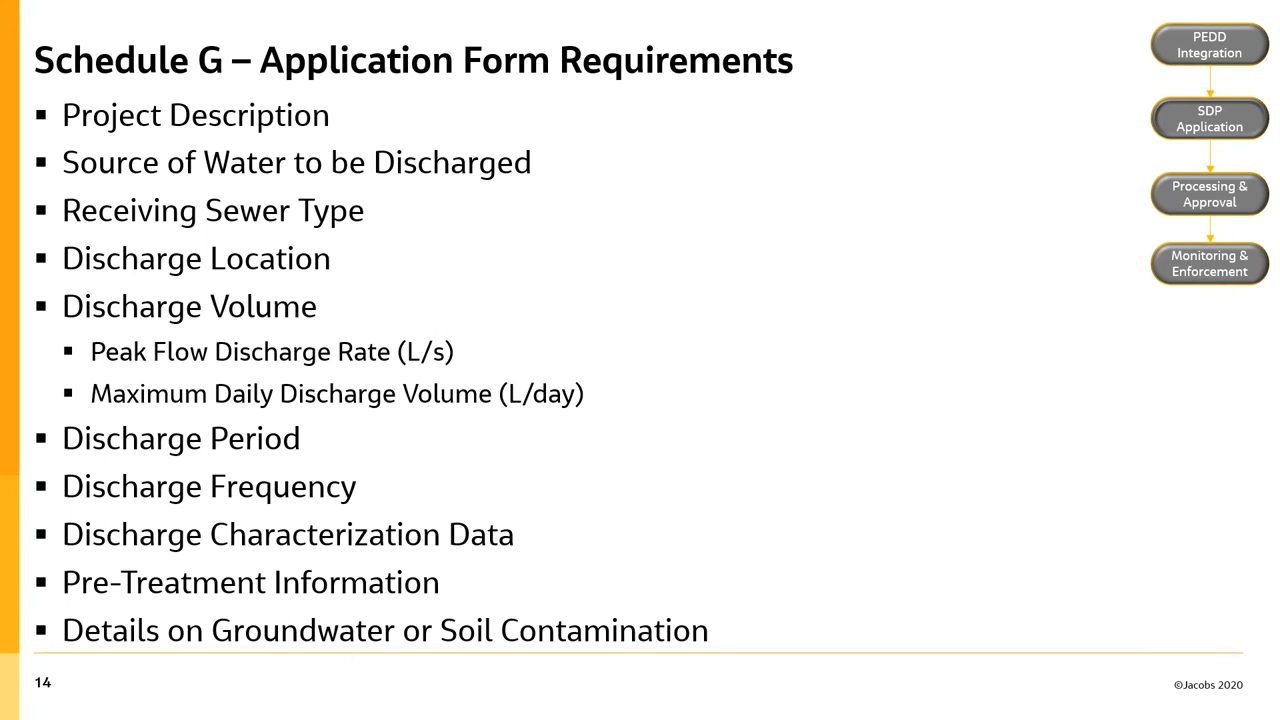 Schedule G – Application Form Requirements
▪ Project Description
▪ Source of Water to be Discharged
▪ Receiving Sewer Type
▪ Discharge Location
▪ Discharge Volume
▪ Peak Flow Discharge Rate (L/s)
▪ Maximum Daily Discharge Volume (L/day)
▪ Discharge Period
▪ Discharge Frequency
▪ Discharge Characterization Data
▪ Pre-Treatment Information
▪ Details on Groundwater or Soil Contamination
PEDD
Integration
SDP
Application
Processing &
Approval
Monitoring &
Enforcement
14
©Jacobs 2020